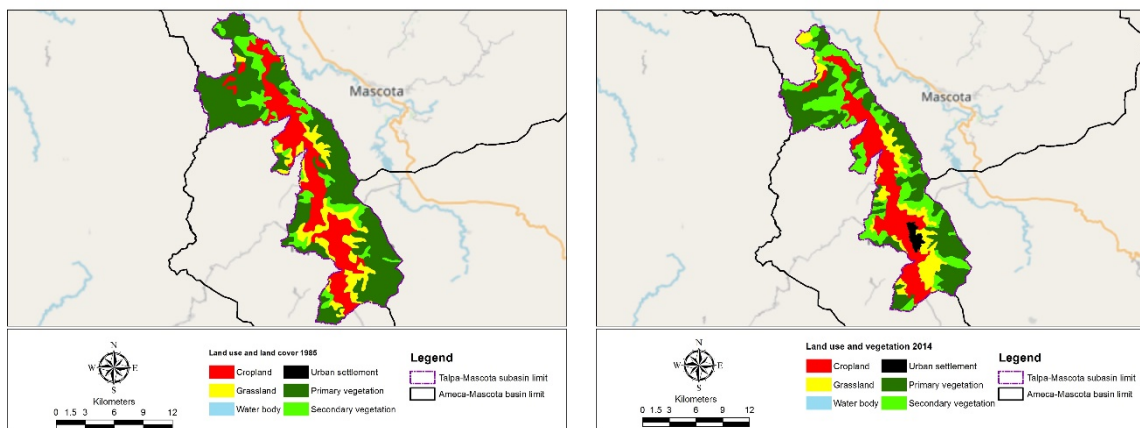 Mascota
N
W E
S
Kilometers
0 1.5 3 6 9 12
Land use and land cover 1985
Cropland
Urban settlement
Grassland
Primary vegetation
Water body
Secondary vegetation
Legend
Talpa-Mascota subasin limit
Ameca-Mascota basin limit
Mascota
N
W E
S
Kilometers
0 1.5 3 6 9 12
Land use and vegetation 2014
Cropland
Urban settlement
Grassland
Primary vegetation
Water body
Secondary vegetation
Legend
Talpa-Mascota subasin limit
Ameca-Mascota basin limit